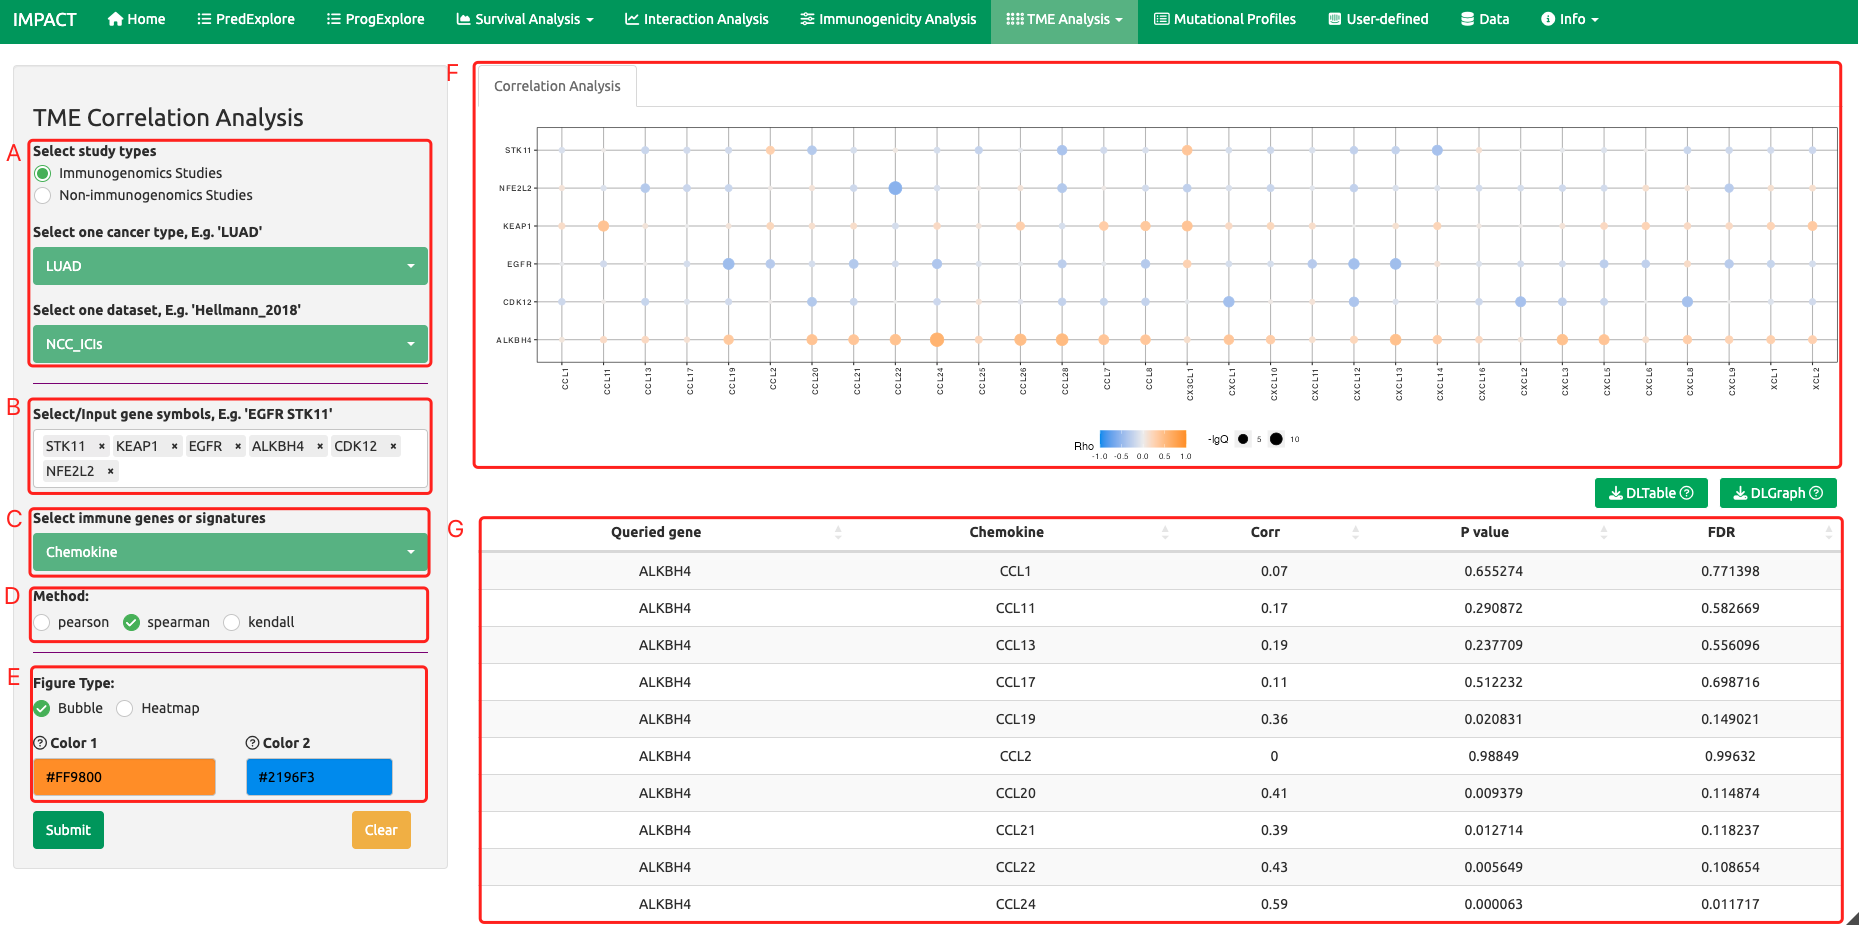 IMPACT Home PredExplore ProgExplore Survival Analysis Interaction Analysis Immunogenicity Analysis TME Analysis Mutational Profiles User-defined Data Info
TME Correlation Analysis
A
Select study types
Immunogenomics Studies
Non-immunogenomics Studies
Select one cancer type, E.g. 'LUAD'
LUAD
Select one dataset, E.g. 'Hellmann_2018'
NCC_ICIs
B
Select/Input gene symbols, E.g. 'EGFR STK11'
STK11 × KEAP1 × EGFR × ALKBH4 × CDK12 ×
NFE2L2 ×
C
Select immune genes or signatures
Chemokine
D
Method:
pearson spearman kendall
E
Figure Type:
Bubble Heatmap
Color 1 Color 2
#FF9800 #2196F3
Submit Clear
F
Correlation Analysis
STK11
NFE2L2
KEAP1
EGFR
CDK12
ALKBH4
CCL1 CCL11 CCL13 CCL17 CCL19 CCL2 CCL20 CCL21 CCL22 CCL24 CCL25 CCL26 CCL28 CCL7 CCL8 CX3CL1 CXCL1 CXCL10 CXCL11 CXCL12 CXCL13 CXCL14 CXCL16 CXCL2 CXCL3 CXCL5 CXCL6 CXCL8 CXCL9 XCL1 XCL2
Rho -lgQ 5 10
-1.0 -0.5 0.0 0.5 1.0
DLTable DLGraph
G
Queried gene Chemokine Corr P value FDR
ALKBH4 CCL1 0.07 0.655274 0.771398
ALKBH4 CCL11 0.17 0.290872 0.582669
ALKBH4 CCL13 0.19 0.237709 0.556096
ALKBH4 CCL17 0.11 0.512232 0.698716
ALKBH4 CCL19 0.36 0.020831 0.149021
ALKBH4 CCL2 0 0.98849 0.99632
ALKBH4 CCL20 0.41 0.009379 0.114874
ALKBH4 CCL21 0.39 0.012714 0.118237
ALKBH4 CCL22 0.43 0.005649 0.108654
ALKBH4 CCL24 0.59 0.000063 0.011717